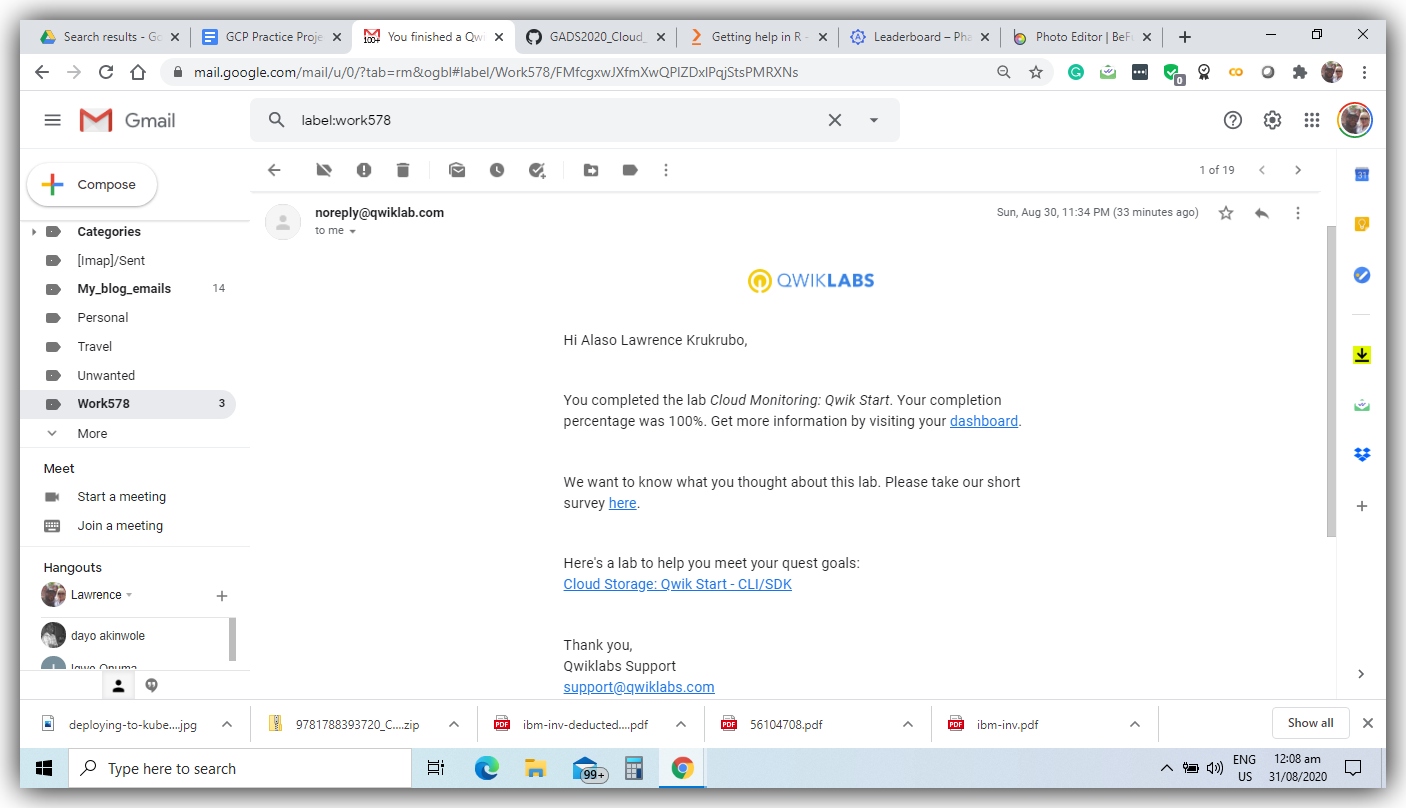 Search results - Go
GCP Practice Proje
100+
You finished a Qwi
GADS2020_Cloud_
Getting help in R -
Leaderboard – Pha
Photo Editor | BeFu
mail.google.com/mail/u/0/?tab=rm&ogbl#label/Work578/FMfcgxwJXfmXwQPlZDxlPqjStsPMRXNs
0
Gmail
label:work578
Compose
1 of 19
31
Categories
[Imap]/Sent
My_blog_emails 14
Personal
Travel
Unwanted
Work578 3
More
Meet
Start a meeting
Join a meeting
Hangouts
Lawrence
dayo akinwole
Igwe Onuma
noreply@qwiklab.com
to me
Sun, Aug 30, 11:34 PM (33 minutes ago)
QWIKLABS
Hi Alaso Lawrence Krukrubo,
You completed the lab Cloud Monitoring: Qwik Start. Your completion
percentage was 100%. Get more information by visiting your dashboard.
We want to know what you thought about this lab. Please take our short
survey here.
Here's a lab to help you meet your quest goals:
Cloud Storage: Qwik Start - CLI/SDK
Thank you,
Qwiklabs Support
support@qwiklabs.com
deploying-to-kube....jpg
9781788393720_C....zip
PDF ibm-inv-deducted....pdf
PDF 56104708.pdf
PDF ibm-inv.pdf
Show all
Type here to search
99+
ENG
US
12:08 am
31/08/2020